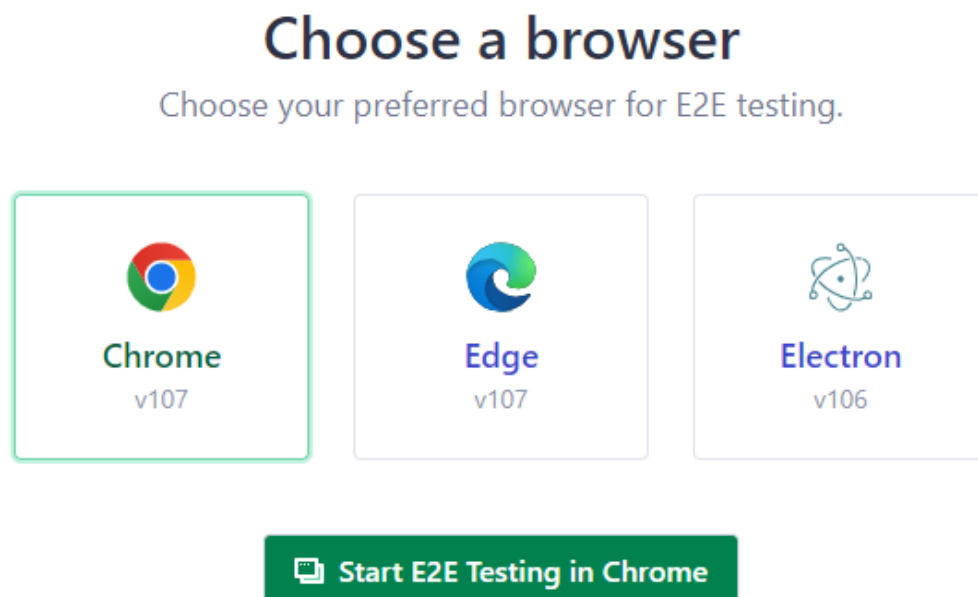 Choose a browser
Choose your preferred browser for E2E testing.
Chrome
v107
Edge
v107
Electron
v106
Start E2E Testing in Chrome